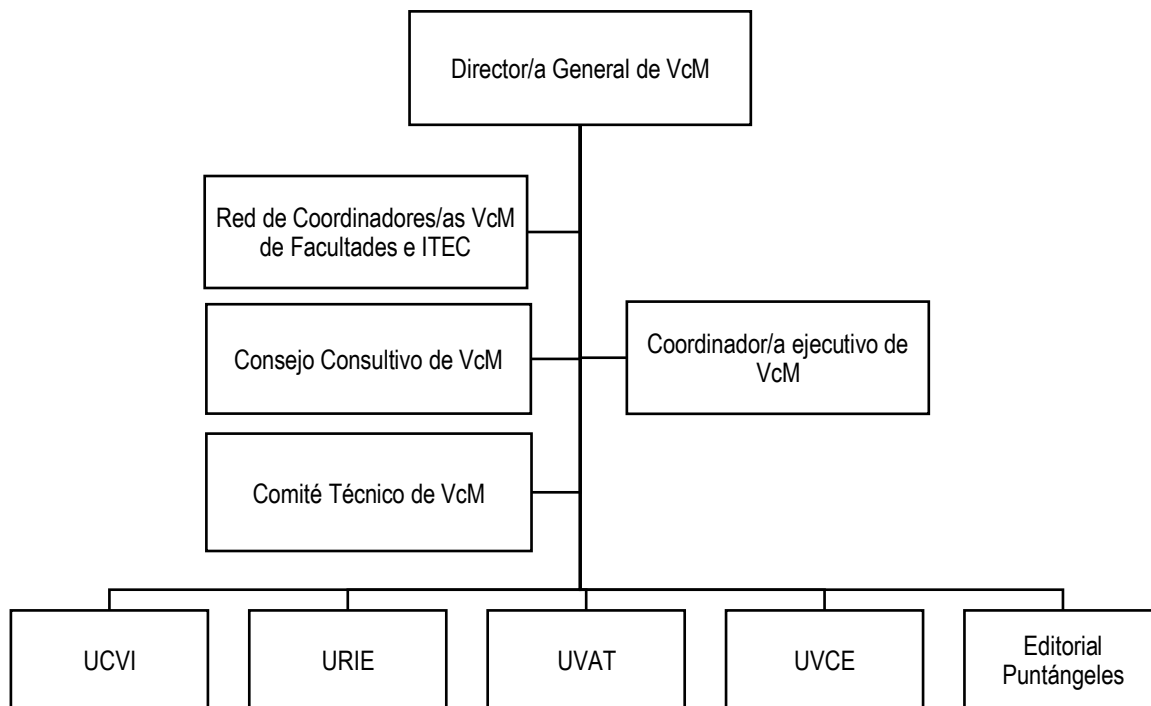 Director/a General de VcM
Red de Coordinadores/as VcM
de Facultades e ITEC
Consejo Consultivo de VcM
Coordinador/a ejecutivo de
VcM
Comité Técnico de VcM
UCVI
URIE
UVAT
UVCE
Editorial
Puntángeles